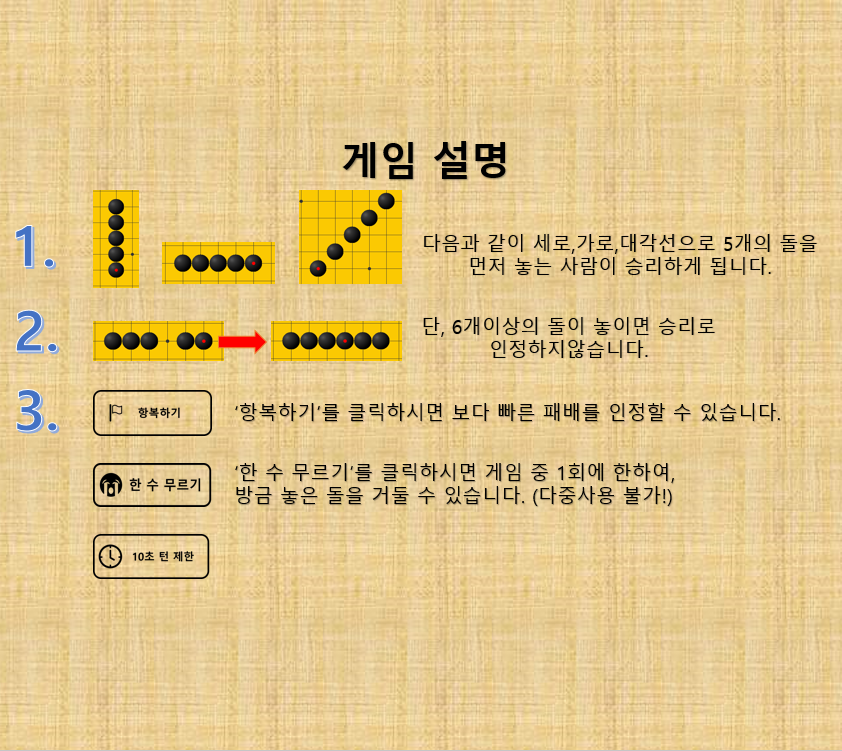 게임 설명
1.
다음과 같이 세로,가로,대각선으로 5개의 돌을
먼저 놓는 사람이 승리하게 됩니다.
2.
단, 6개이상의 돌이 놓이면 승리로
인정하지않습니다.
3.
항복하기
‘항복하기’를 클릭하시면 보다 빠른 패배를 인정할 수 있습니다.
한 수 무르기
‘한 수 무르기’를 클릭하시면 게임 중 1회에 한하여,
방금 놓은 돌을 거둘 수 있습니다. (다중사용 불가!)
10초 턴 제한